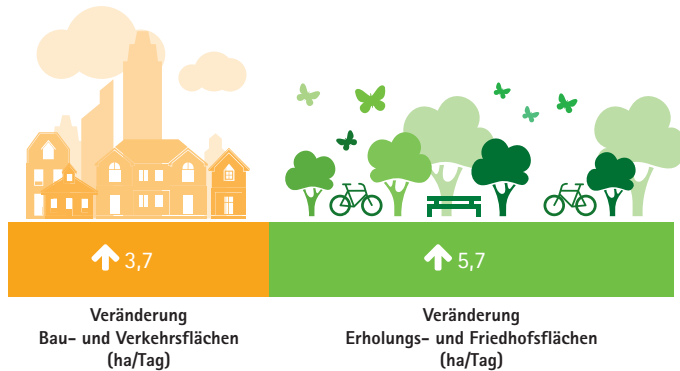 3,7
5,7
Veränderung
Bau- und Verkehrsflächen
(ha/Tag)
Veränderung
Erholungs- und Friedhofsflächen
(ha/Tag)